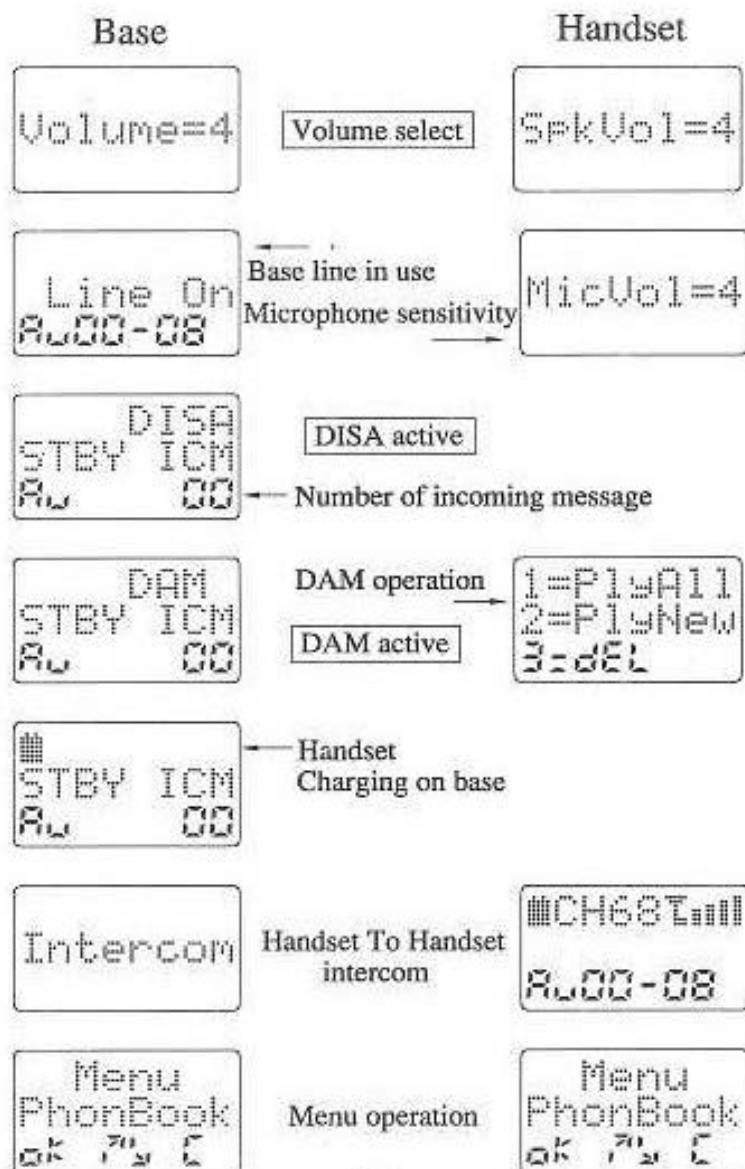 Base Handset
Volume=4 Volume select SpkVol=4
Base line in use
Line On Microphone sensitivity MicVol=4
Au00-08
DISA DISA active
STBY ICM
Au 00 Number of incoming message
DAM DAM operation 1=PlyAll
STBY ICM DAM active 2=PlyNew
Au 00 3=dEL
Handset
STBY ICM Charging on base
Au 00
CH68
Intercom Handset To Handset
intercom
Au00-08
Menu Menu
PhonBook Menu operation PhonBook
oK C oK C